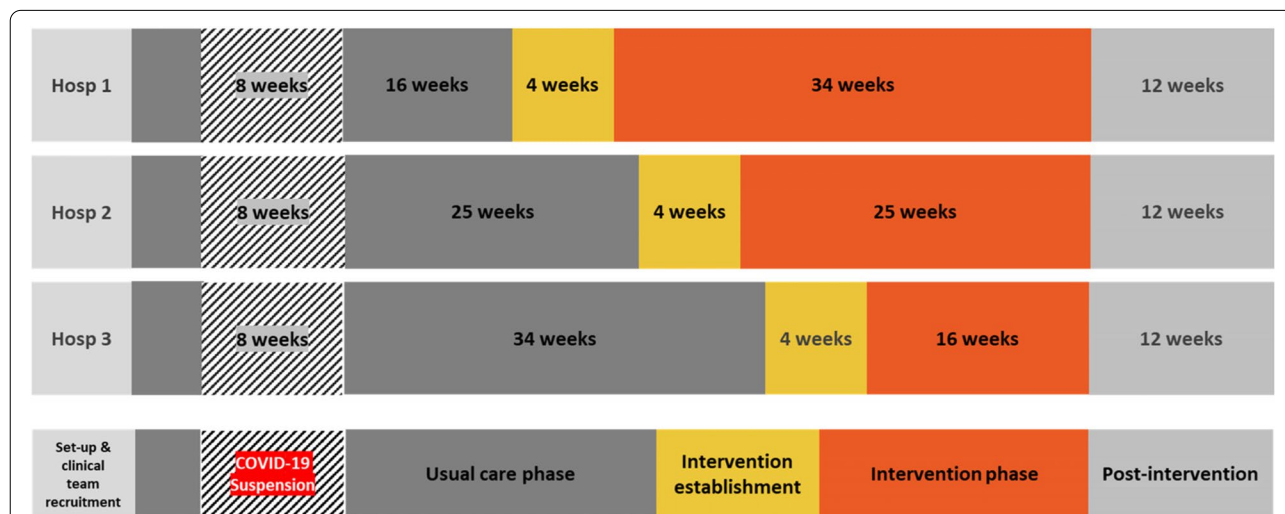 Hosp 1
8 weeks
16 weeks
4 weeks
34 weeks
12 weeks
Hosp 2
8 weeks
25 weeks
4 weeks
25 weeks
12 weeks
Hosp 3
8 weeks
34 weeks
4 weeks
16 weeks
12 weeks
Set-up &
clinical
team
recruitment
COVID-19
Suspension
Usual care phase
Intervention
establishment
Intervention phase
Post-intervention